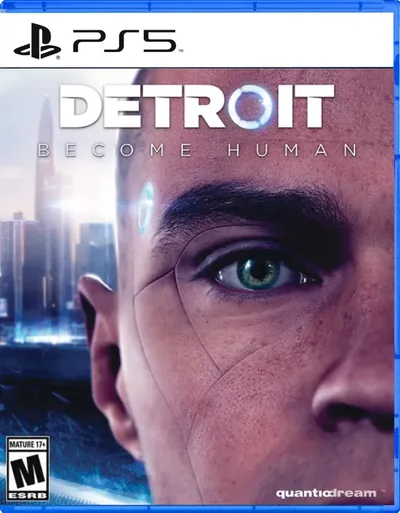 PS5
DETROIT
BECOME HUMAN
MATURE 17+
M
ESRB
quanticdream